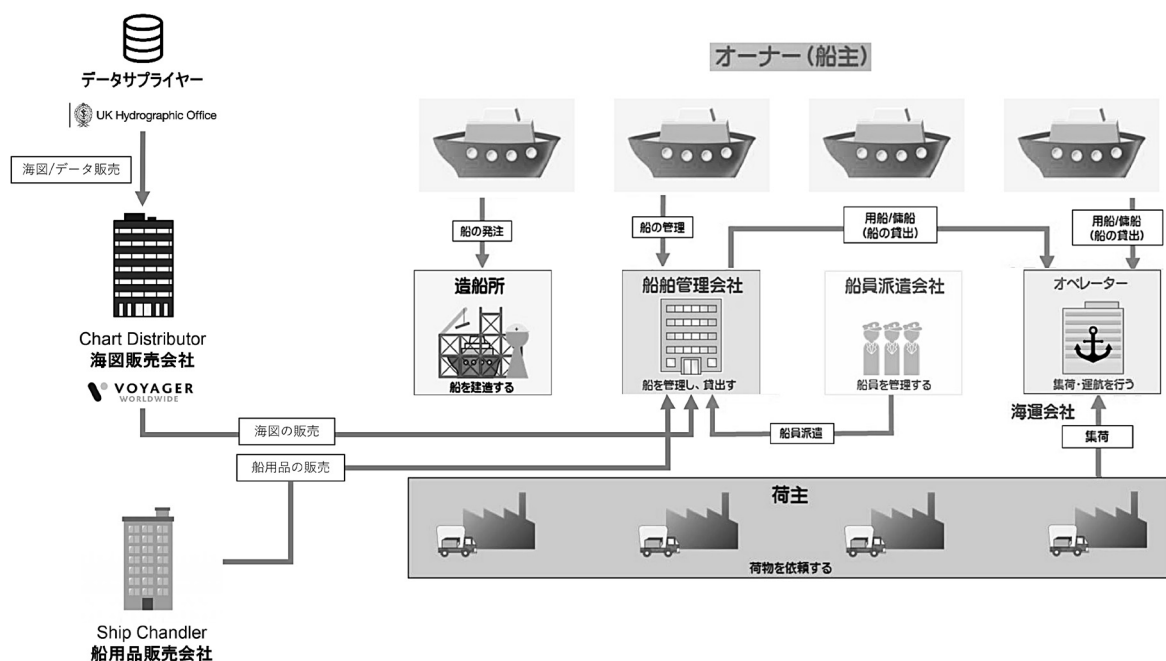 データサプライヤー
UK Hydrographic Office
海図/データ販売
Chart Distributor
海図販売会社
VOYAGER
WORLDWIDE
海図の販売
船用品の販売
Ship Chandler
船用品販売会社
オーナー(船主)
船の発注
船の管理
用船/傭船
(船の貸出)
用船/傭船
(船の貸出)
造船所
船を建造する
船舶管理会社
船を管理し、貸出す
船員派遣会社
船員を管理する
オペレーター
集荷・運航を行う
海運会社
船員派遣
集荷
荷主
荷物を依頼する